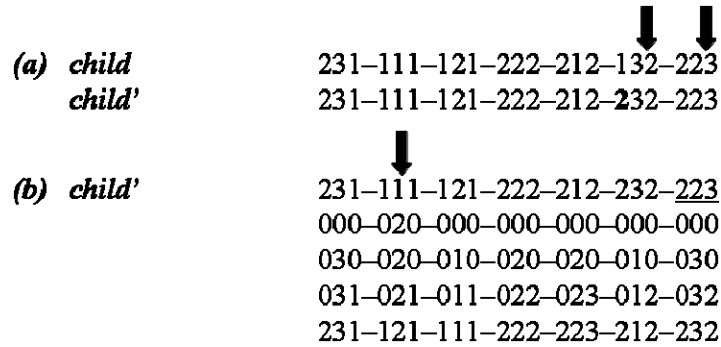 (a) child 231–111–121–222–212–132–223
child' 231–111–121–222–212–232–223
(b) child' 231–111–121–222–212–232–223
000–020–000–000–000–000–000
030–020–010–020–020–010–030
031–021–011–022–023–012–032
231–121–111–222–223–212–232